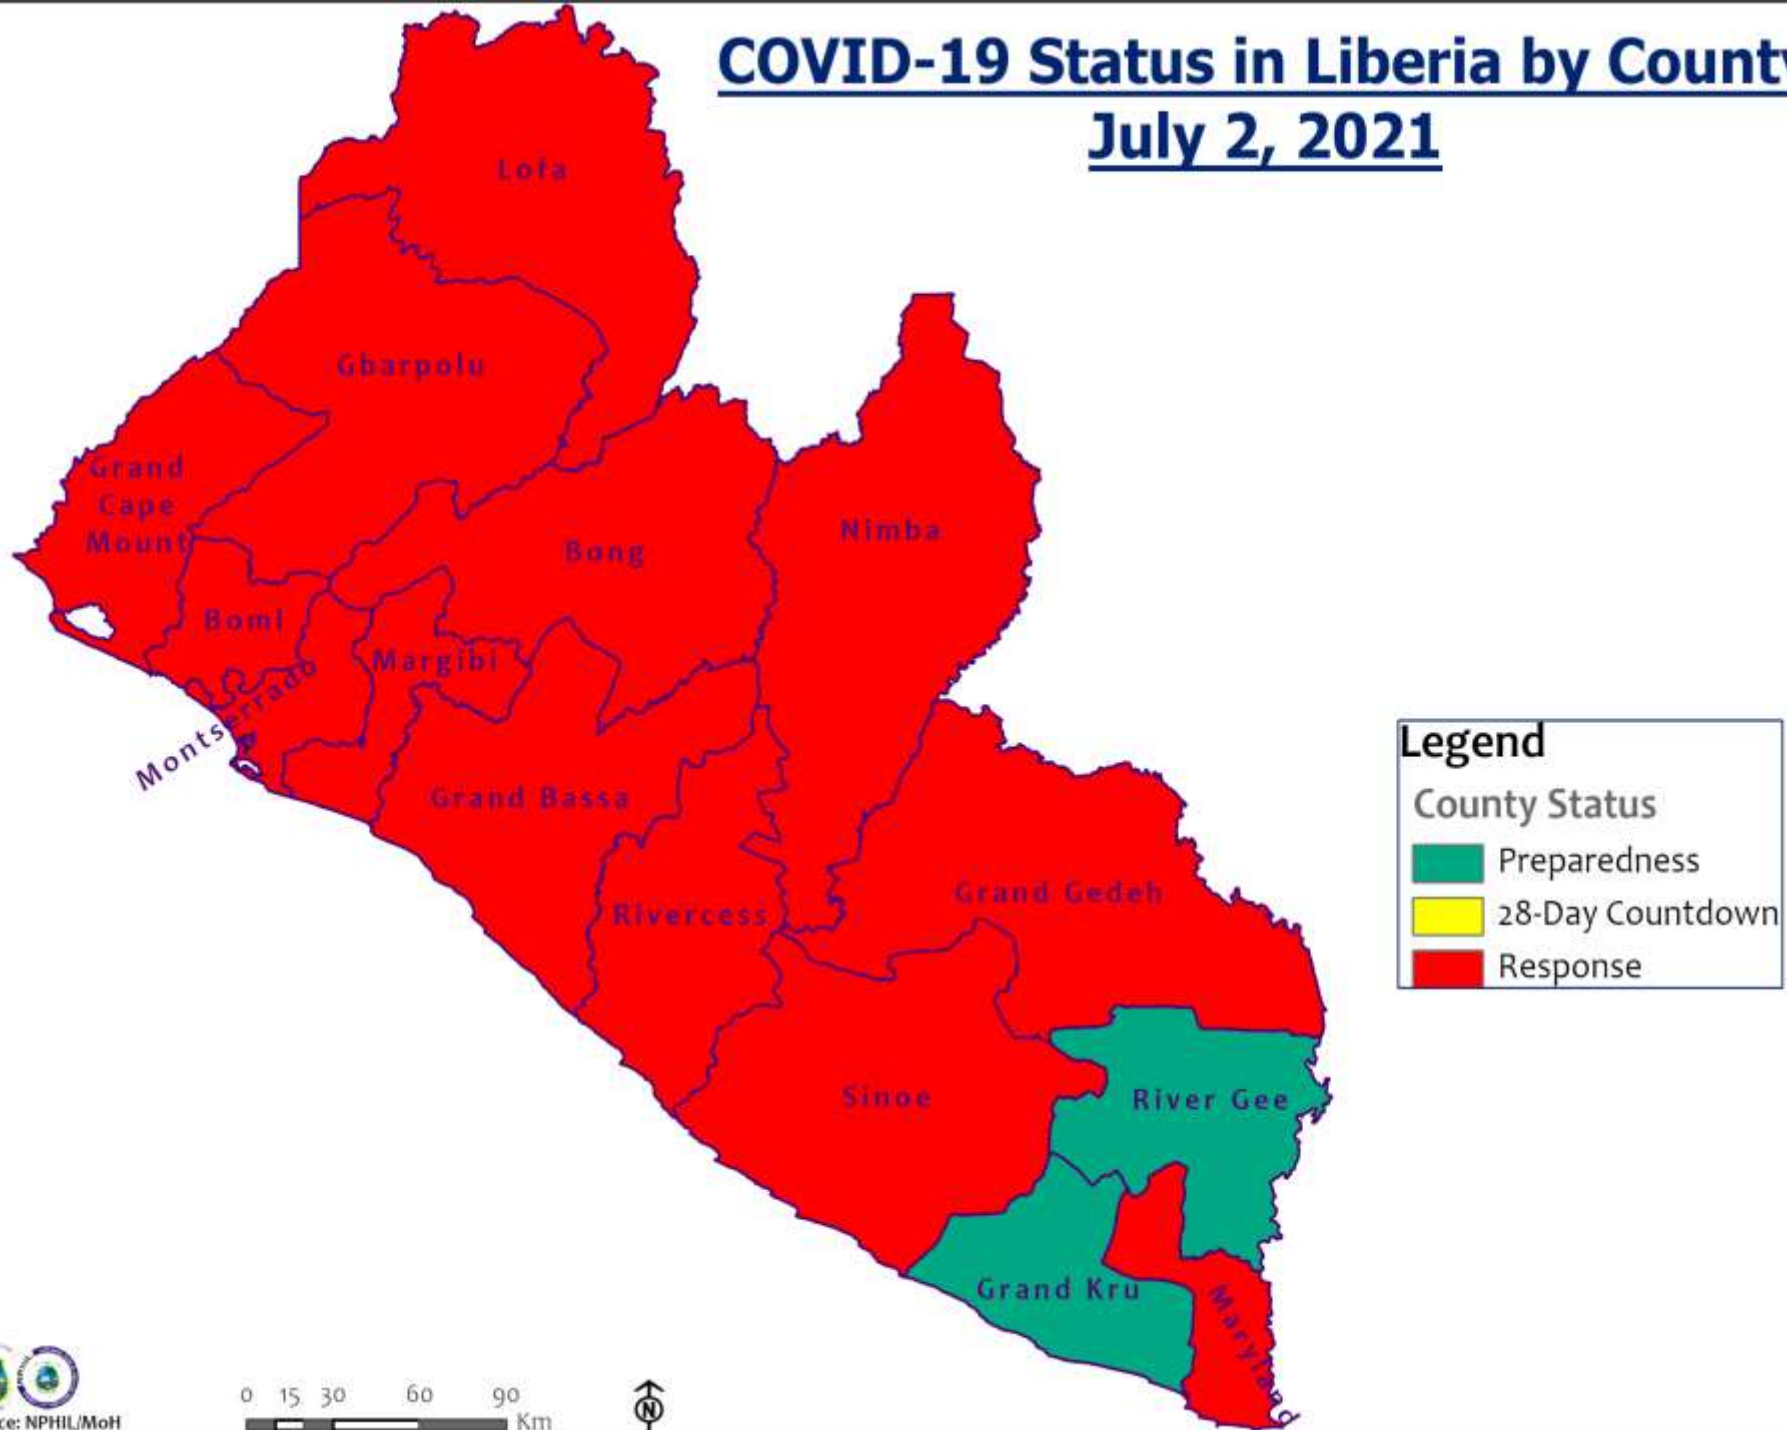 COVID-19 Status in Liberia by County
July 2, 2021
Lofa
Gbarpolu
Grand
Cape
Mount
Bong
Nimba
Bomi
Margibi
Montserrado
Grand Bassa
Rivercess
Grand Gedeh
Sinoe
River Gee
Grand Kru
Maryland
Legend
County Status
Preparedness
28-Day Countdown
Response
0 15 30 60 90
Km
N
ce: NPHIL/MoH